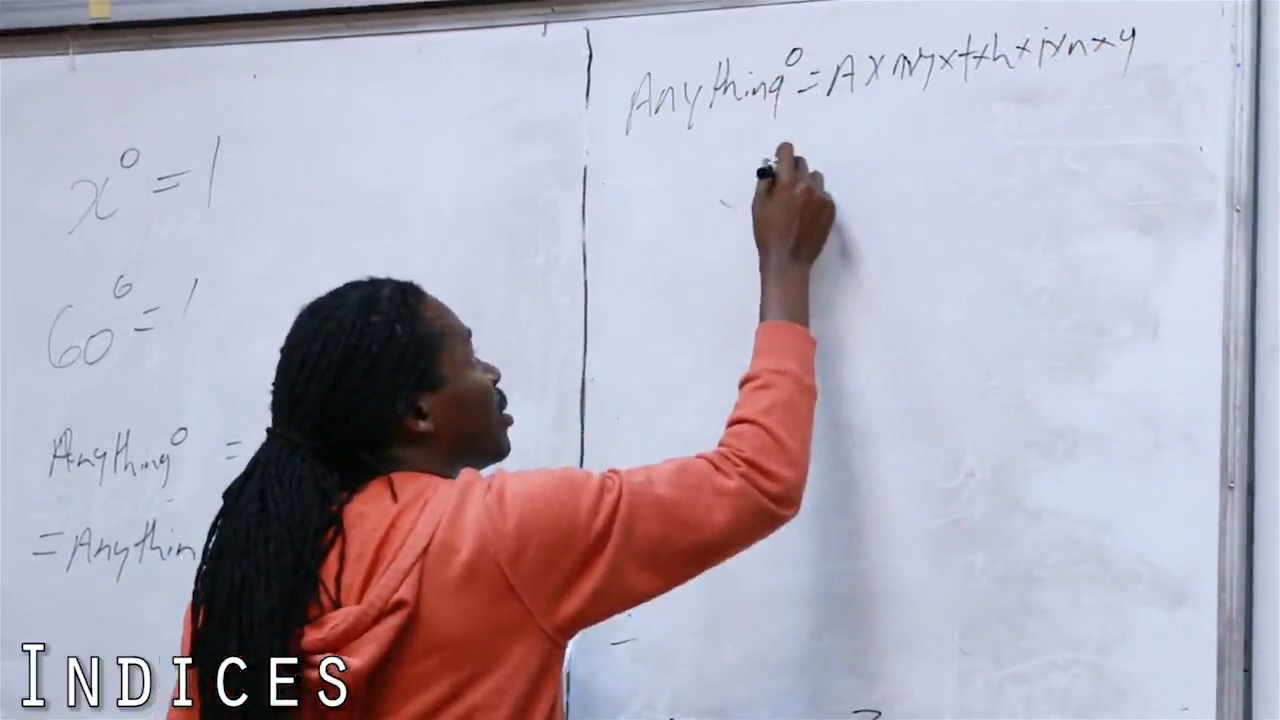 x⁰ = 1
60⁰ = 1
Anything⁰ =
= Anythin
Anything⁰ = A x n x y x t x h x i x n x g
INDICES